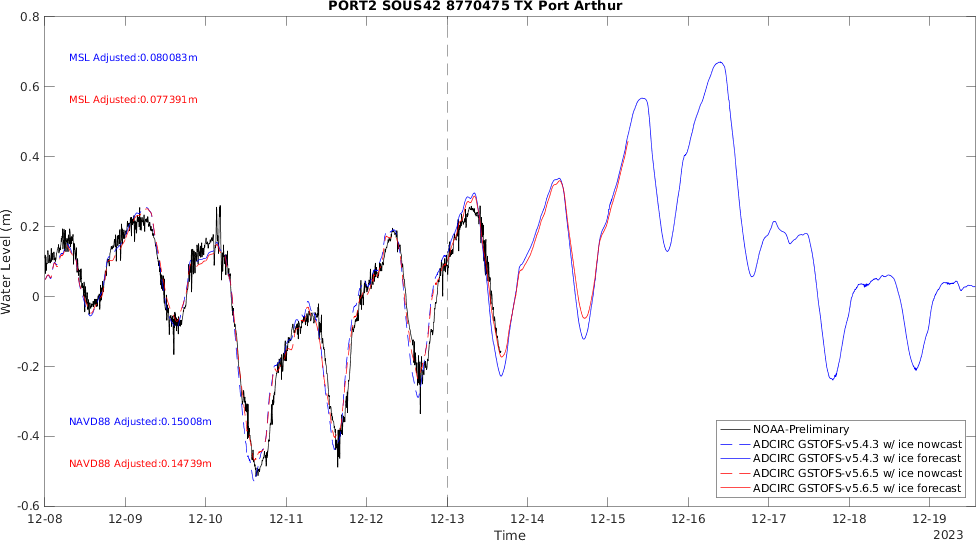 PORT2 SOUS42 8770475 TX Port Arthur
0.8
0.6
0.4
0.2
0
-0.2
-0.4
-0.6
Water Level (m)
MSL Adjusted:0.080083m
MSL Adjusted:0.077391m
NAVD88 Adjusted:0.15008m
NAVD88 Adjusted:0.14739m
NOAA-Preliminary
ADCIRC GSTOFS-v5.4.3 w/ ice nowcast
ADCIRC GSTOFS-v5.4.3 w/ ice forecast
ADCIRC GSTOFS-v5.6.5 w/ ice nowcast
ADCIRC GSTOFS-v5.6.5 w/ ice forecast
12-08 12-09 12-10 12-11 12-12 12-13 12-14 12-15 12-16 12-17 12-18 12-19
Time
2023